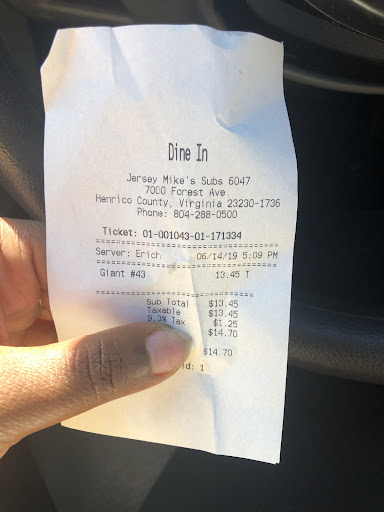 Dine In
Jersey Mike's Subs 6047
7000 Forest Ave
Henrico County, Virginia 23230-1736
Phone: 804-288-0500
Ticket: 01-001043-01-171334
Server: Erich 06/14/19 5:09 PM
Giant #43 13.45 T
Sub Total $13.45
Taxable $13.45
9.3% Tax $1.25
$14.70
$14.70
d: 1